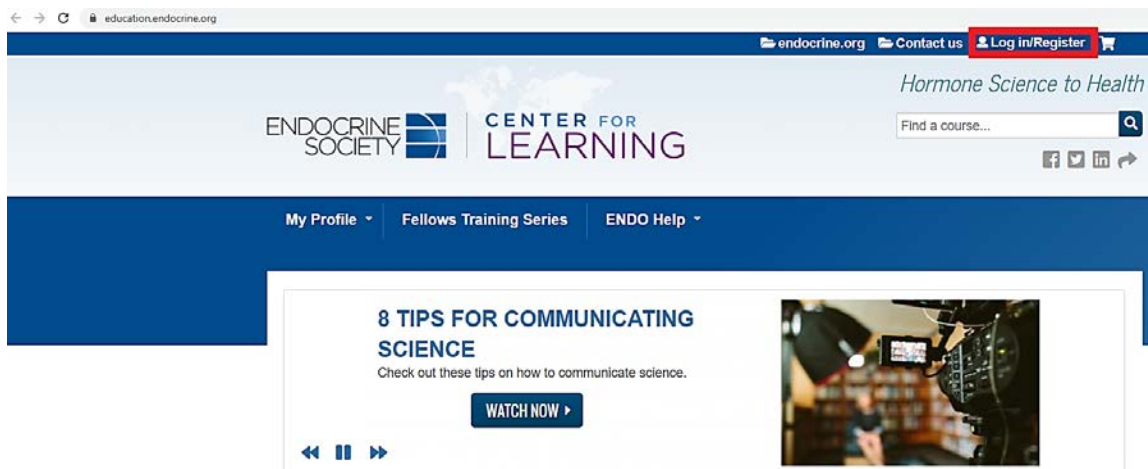 education.endocrine.org
endocrine.org Contact us Log in/Register
Hormone Science to Health
ENDOCRINE
SOCIETY
CENTER FOR
LEARNING
Find a course...
My Profile Fellows Training Series ENDO Help
8 TIPS FOR COMMUNICATING
SCIENCE
Check out these tips on how to communicate science.
WATCH NOW